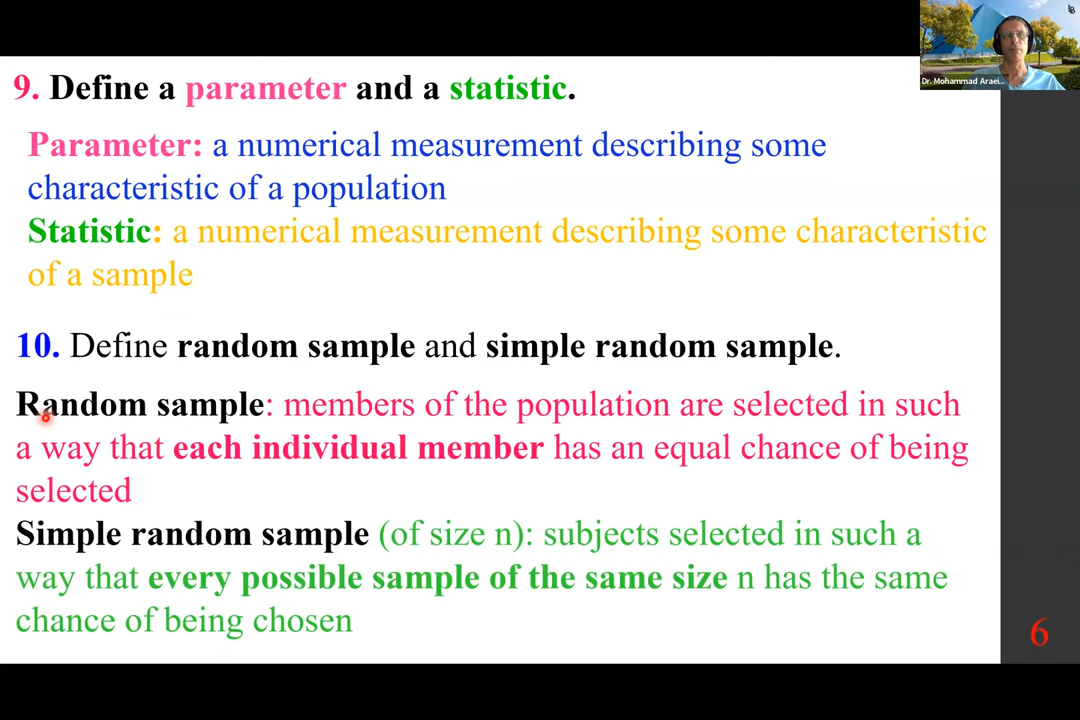 9. Define a parameter and a statistic.
Parameter: a numerical measurement describing some
characteristic of a population
Statistic: a numerical measurement describing some characteristic
of a sample
10. Define random sample and simple random sample.
Random sample: members of the population are selected in such
a way that each individual member has an equal chance of being
selected
Simple random sample (of size n): subjects selected in such a
way that every possible sample of the same size n has the same
chance of being chosen
6
Dr. Mohammad Araei...